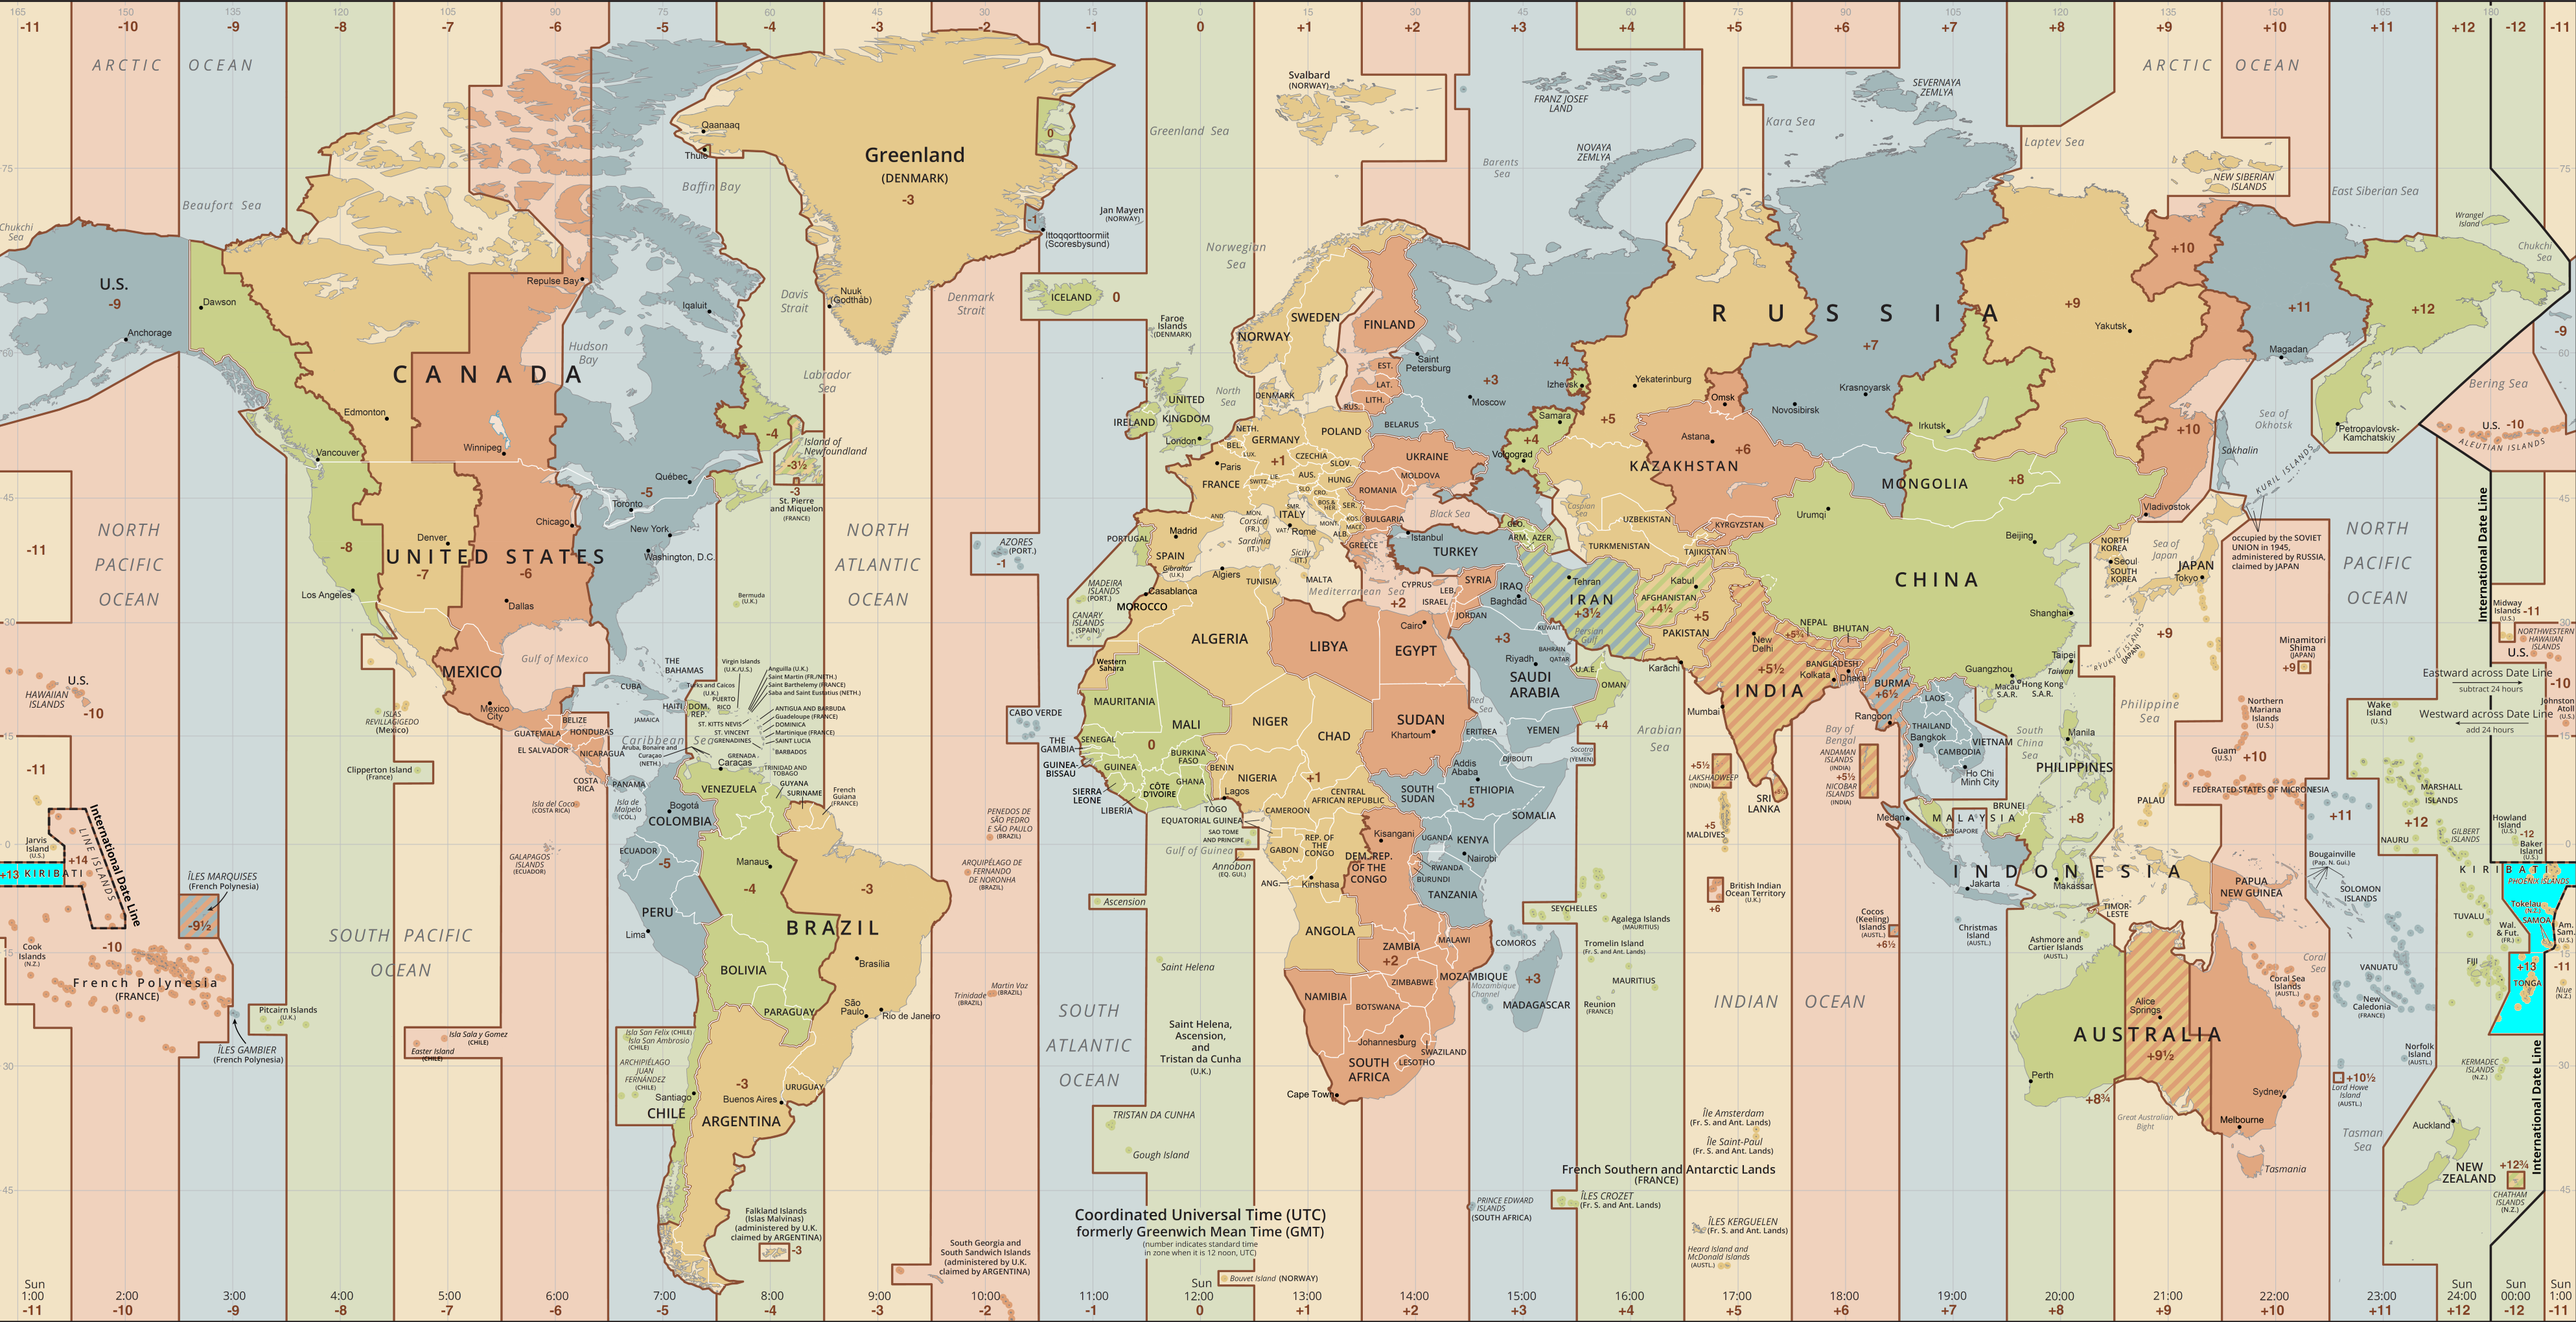 165 150 135 120 105 90 75 60 45 30 15 0 15 30 45 60 75 90 105 120 135 150 165 180
-11 -10 -9 -8 -7 -6 -5 -4 -3 -2 -1 0 +1 +2 +3 +4 +5 +6 +7 +8 +9 +10 +11 +12 -12 -11
ARCTIC OCEAN
ARCTIC OCEAN
Chukchi
Sea
Beaufort Sea
Baffin Bay
Davis
Strait
Labrador
Sea
Hudson
Bay
Denmark
Strait
Greenland Sea
Norwegian
Sea
North
Sea
Barents
Sea
Kara Sea
Laptev Sea
East Siberian Sea
Chukchi
Sea
Bering Sea
Sea of
Okhotsk
Qaanaaq
Thule
Greenland
(DENMARK)
-3
0
-1
Ittoqqortoormiit
(Scoresbysund)
Nuuk
(Godthåb)
Jan Mayen
(NORWAY)
Svalbard
(NORWAY)
FRANZ JOSEF
LAND
NOVAYA
ZEMLYA
SEVERNAYA
ZEMLYA
NEW SIBERIAN
ISLANDS
Wrangel
Island
U.S.
-9
Anchorage
Dawson
CANADA
Repulse Bay
Iqaluit
Edmonton
Winnipeg
Vancouver
Québec
Toronto
-5
-4
-3½
-3
Island of
Newfoundland
St. Pierre
and Miquelon
(FRANCE)
UNITED STATES
-8
-7
-6
Denver
Chicago
New York
Washington, D.C.
Los Angeles
Dallas
Bermuda
(U.K.)
NORTH
PACIFIC
OCEAN
NORTH
ATLANTIC
OCEAN
-11
-11
U.S.
HAWAIIAN
ISLANDS
-10
MEXICO
Mexico
City
Gulf of Mexico
ISLAS
REVILLAGIGEDO
(Mexico)
Clipperton Island
(France)
THE
BAHAMAS
CUBA
JAMAICA
HAITI
DOM.
REP.
PUERTO
RICO
Turks and Caicos
(U.K.)
Virgin Islands
(U.K./U.S.)
Anguilla (U.K.)
Saint Martin (FR./NETH.)
Saint Barthelemy (FRANCE)
Saba and Saint Eustatius (NETH.)
ANTIGUA AND BARBUDA
Guadeloupe (FRANCE)
DOMINICA
Martinique (FRANCE)
SAINT LUCIA
BARBADOS
ST. KITTS NEVIS
ST. VINCENT
GRENADINES
GRENADA
TRINIDAD AND
TOBAGO
Caribbean Sea
Aruba, Bonaire and
Curaçao
(NETH.)
BELIZE
GUATEMALA
HONDURAS
EL SALVADOR
NICARAGUA
COSTA
RICA
PANAMA
Isla del Coco
(COSTA RICA)
Isla de
Malpelo
(COL.)
GALAPAGOS
ISLANDS
(ECUADOR)
Caracas
VENEZUELA
GUYANA
SURINAME
French
Guiana
(FRANCE)
Bogotá
COLOMBIA
ECUADOR
-5
Manaus
-4
-3
PERU
Lima
BRAZIL
Brasília
BOLIVIA
São
Paulo
Rio de Janeiro
PARAGUAY
Isla San Felix (CHILE)
Isla San Ambrosio
(CHILE)
ARCHIPIÉLAGO
JUAN
FERNÁNDEZ
(CHILE)
Santiago
CHILE
-3
URUGUAY
Buenos Aires
ARGENTINA
Falkland Islands
(Islas Malvinas)
(administered by U.K.
claimed by ARGENTINA)
-3
South Georgia and
South Sandwich Islands
(administered by U.K.
claimed by ARGENTINA)
Jarvis
Island
(U.S.)
+14
LINE ISLANDS
International Date Line
+13 KIRIBATI
ÎLES MARQUISES
(French Polynesia)
-9½
-10
Cook
Islands
(N.Z.)
French Polynesia
(FRANCE)
ÎLES GAMBIER
(French Polynesia)
Pitcairn Islands
(U.K.)
SOUTH PACIFIC
OCEAN
Easter Island
(CHILE)
Isla Sala y Gomez
(CHILE)
PENEDOS DE
SÃO PEDRO
E SÃO PAULO
(BRAZIL)
ARQUIPÉLAGO DE
FERNANDO
DE NORONHA
(BRAZIL)
Trinidade
(BRAZIL)
Martin Vaz
(BRAZIL)
SOUTH
ATLANTIC
OCEAN
Ascension
Saint Helena
Saint Helena,
Ascension,
and
Tristan da Cunha
(U.K.)
TRISTAN DA CUNHA
Gough Island
Bouvet Island (NORWAY)
Coordinated Universal Time (UTC)
formerly Greenwich Mean Time (GMT)
(number indicates standard time
in zone when it is 12 noon, UTC)
ICELAND
0
Faroe
Islands
(DENMARK)
UNITED
KINGDOM
IRELAND
London
NORWAY
SWEDEN
FINLAND
DENMARK
EST.
LAT.
LITH.
RUS.
BELARUS
NETH.
BEL.
LUX.
GERMANY
POLAND
CZECHIA
SLOV.
+1
Paris
FRANCE
SWITZ.
LIE.
AUS.
HUNG.
SLO.
CRO.
BOS.&
HER.
SER.
MONT.
KOS.
MACE.
ALB.
ROMANIA
MOLDOVA
UKRAINE
BULGARIA
Black Sea
AND.
MON.
SMR.
ITALY
VAT.
Rome
Corsica
(FR.)
Sardinia
(IT.)
Sicily
(IT.)
Madrid
PORTUGAL
SPAIN
Gibraltar
(U.K.)
GREECE
Istanbul
TURKEY
MALTA
Mediterranean Sea
CYPRUS
LEB.
ISRAEL
SYRIA
JORDAN
IRAQ
Baghdad
+2
AZORES
(PORT.)
-1
MADEIRA
ISLANDS
(PORT.)
CANARY
ISLANDS
(SPAIN)
MOROCCO
Casablanca
Algiers
TUNISIA
ALGERIA
LIBYA
EGYPT
Cairo
Western
Sahara
CABO VERDE
MAURITANIA
MALI
0
NIGER
CHAD
SUDAN
Khartoum
SENEGAL
THE
GAMBIA
GUINEA-
BISSAU
GUINEA
SIERRA
LEONE
LIBERIA
CÔTE
D'IVOIRE
BURKINA
FASO
GHANA
TOGO
BENIN
Lagos
NIGERIA
+1
CAMEROON
CENTRAL
AFRICAN REPUBLIC
EQUATORIAL GUINEA
SAO TOME
AND PRINCIPE
Gulf of Guinea
Annobón
(EQ. GUI.)
GABON
REP. OF
THE
CONGO
ANG.
Kinshasa
Kisangani
DEM. REP.
OF THE
CONGO
ERITREA
DJIBOUTI
Addis
Ababa
ETHIOPIA
SOUTH
SUDAN
+3
SOMALIA
UGANDA
KENYA
Nairobi
RWANDA
BURUNDI
TANZANIA
ANGOLA
ZAMBIA
+2
MALAWI
MOZAMBIQUE
Mozambique
Channel
ZIMBABWE
NAMIBIA
BOTSWANA
Johannesburg
SWAZILAND
LESOTHO
SOUTH
AFRICA
Cape Town
COMOROS
+3
MADAGASCAR
SEYCHELLES
Agalega Islands
(MAURITIUS)
Tromelin Island
(Fr. S. and Ant. Lands)
MAURITIUS
Reunion
(FRANCE)
PRINCE EDWARD
ISLANDS
(SOUTH AFRICA)
ÎLES CROZET
(Fr. S. and Ant. Lands)
Île Amsterdam
(Fr. S. and Ant. Lands)
Île Saint-Paul
(Fr. S. and Ant. Lands)
French Southern and Antarctic Lands
(FRANCE)
ÎLES KERGUELEN
(Fr. S. and Ant. Lands)
Heard Island and
McDonald Islands
(AUSTL.)
INDIAN OCEAN
RUSSIA
Saint
Petersburg
Moscow
+3
+4
Izhevsk
Samara
+4
Volgograd
Yekaterinburg
+5
Omsk
Novosibirsk
+7
Krasnoyarsk
Irkutsk
+9
Yakutsk
+10
+11
Magadan
+12
Petropavlovsk-
Kamchatskiy
+10
Sakhalin
Vladivostok
KURIL ISLANDS
occupied by the SOVIET
UNION in 1945,
administered by RUSSIA,
claimed by JAPAN
Astana
+6
KAZAKHSTAN
Caspian
Sea
UZBEKISTAN
KYRGYZSTAN
TURKMENISTAN
TAJIKISTAN
GEO.
ARM.
AZER.
Tehran
IRAN
+3½
Kabul
AFGHANISTAN
+4½
+5
PAKISTAN
Karāchi
KUWAIT
Persian
Gulf
BAHRAIN
QATAR
U.A.E.
OMAN
+4
Riyadh
SAUDI
ARABIA
+3
YEMEN
Red
Sea
Socotra
(YEMEN)
Arabian
Sea
New
Delhi
NEPAL
+5¾
BHUTAN
BANGLADESH
Dhaka
Kolkata
+5½
INDIA
Mumbai
BURMA
+6½
Rangoon
Bay of
Bengal
ANDAMAN
ISLANDS
(INDIA)
+5½
NICOBAR
ISLANDS
(INDIA)
+5½
LAKSHADWEEP
(INDIA)
SRI
LANKA
+5
MALDIVES
British Indian
Ocean Territory
(U.K.)
+6
Cocos
(Keeling)
Islands
(AUSTL.)
+6½
Christmas
Island
(AUSTL.)
MONGOLIA
+8
Urumqi
CHINA
Beijing
Shanghai
Guangzhou
Macau
S.A.R.
Hong Kong
S.A.R.
Taipei
Taiwan
NORTH
KOREA
Seoul
SOUTH
KOREA
Sea of
Japan
JAPAN
Tokyo
RYUKYU ISLANDS
(JAPAN)
+9
LAOS
THAILAND
Bangkok
VIETNAM
CAMBODIA
Ho Chi
Minh City
South
China
Sea
Manila
PHILIPPINES
Philippine
Sea
PALAU
BRUNEI
MALAYSIA
SINGAPORE
Medan
+8
INDONESIA
Jakarta
Makassar
TIMOR-
LESTE
Ashmore and
Cartier Islands
(AUSTL.)
PAPUA
NEW GUINEA
AUSTRALIA
Alice
Springs
+9½
Perth
+8¾
Great Australian
Bight
Sydney
Melbourne
Tasmania
Coral
Sea
Coral Sea
Islands
(AUSTL.)
Tasman
Sea
Northern
Mariana
Islands
(U.S.)
Guam
(U.S.)
+10
FEDERATED STATES OF MICRONESIA
+11
Bougainville
(Pap. N. Gui.)
SOLOMON
ISLANDS
VANUATU
New
Caledonia
(FRANCE)
Norfolk
Island
(AUSTL.)
+10½
Lord Howe
Island
(AUSTL.)
Minamitori
Shima
(JAPAN)
+9
Wake
Island
(U.S.)
MARSHALL
ISLANDS
+12
NAURU
GILBERT
ISLANDS
KIRIBATI
PHOENIX ISLANDS
TUVALU
Tokelau
(N.Z.)
SAMOA
Wal.
& Fut.
(FR.)
FIJI
+13
TONGA
Am.
Sam.
(U.S.)
-11
Niue
(N.Z.)
KERMADEC
ISLANDS
(N.Z.)
Auckland
NEW
ZEALAND
+12¾
CHATHAM
ISLANDS
(N.Z.)
NORTH
PACIFIC
OCEAN
-9
U.S. -10
ALEUTIAN ISLANDS
International Date Line
Midway
Islands
(U.S.)
-11
NORTHWESTERN
HAWAIIAN
ISLANDS
U.S.
-10
Eastward across Date Line
subtract 24 hours
Westward across Date Line
add 24 hours
Johnston
Atoll
(U.S.)
Howland
Island
(U.S.)
-12
Baker
Island
(U.S.)
International Date Line
75 60 45 30 15 0 15 30 45
Sun Sun Sun Sun Sun
1:00 2:00 3:00 4:00 5:00 6:00 7:00 8:00 9:00 10:00 11:00 12:00 13:00 14:00 15:00 16:00 17:00 18:00 19:00 20:00 21:00 22:00 23:00 24:00 00:00 1:00
-11 -10 -9 -8 -7 -6 -5 -4 -3 -2 -1 0 +1 +2 +3 +4 +5 +6 +7 +8 +9 +10 +11 +12 -12 -11